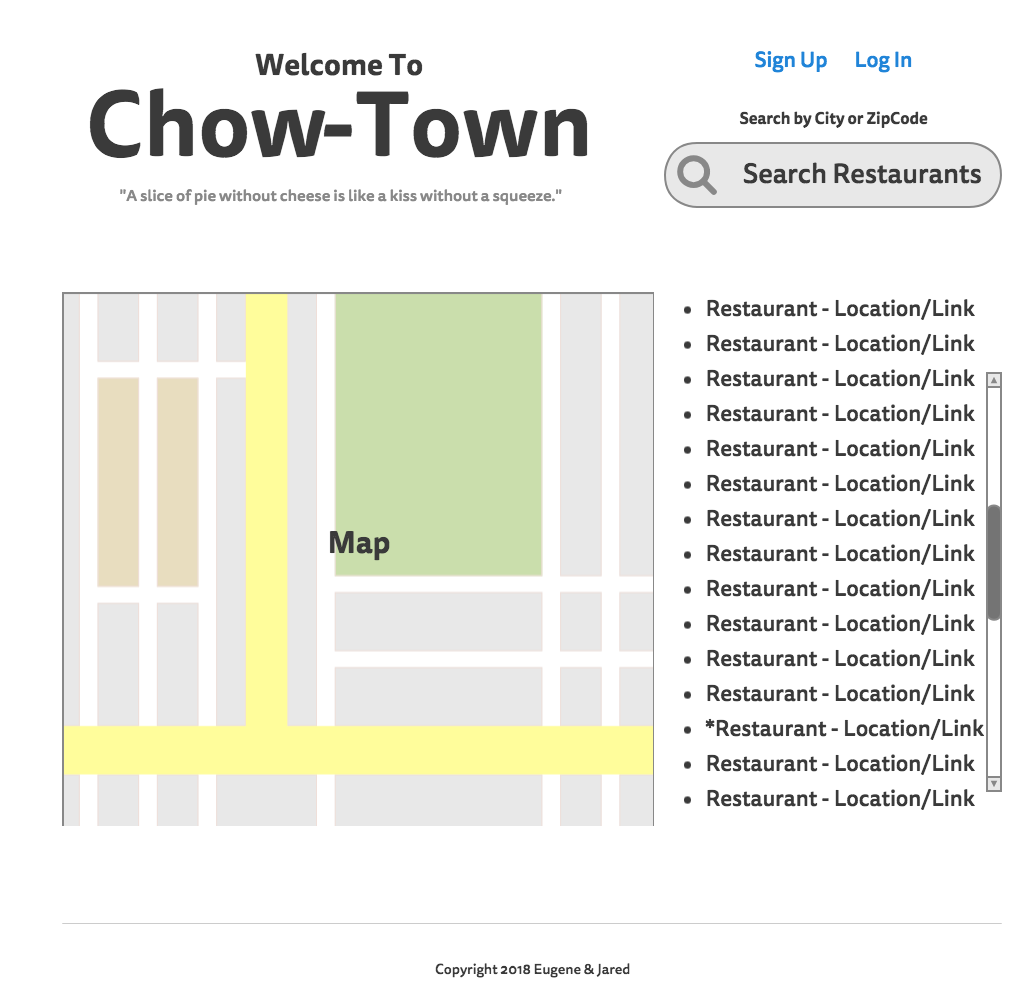 Welcome To
Chow-Town
"A slice of pie without cheese is like a kiss without a squeeze."
Sign Up Log In
Search by City or ZipCode
Search Restaurants
Map
Restaurant - Location/Link
Restaurant - Location/Link
Restaurant - Location/Link
Restaurant - Location/Link
Restaurant - Location/Link
Restaurant - Location/Link
Restaurant - Location/Link
Restaurant - Location/Link
Restaurant - Location/Link
Restaurant - Location/Link
Restaurant - Location/Link
Restaurant - Location/Link
*Restaurant - Location/Link
Restaurant - Location/Link
Restaurant - Location/Link
Copyright 2018 Eugene & Jared